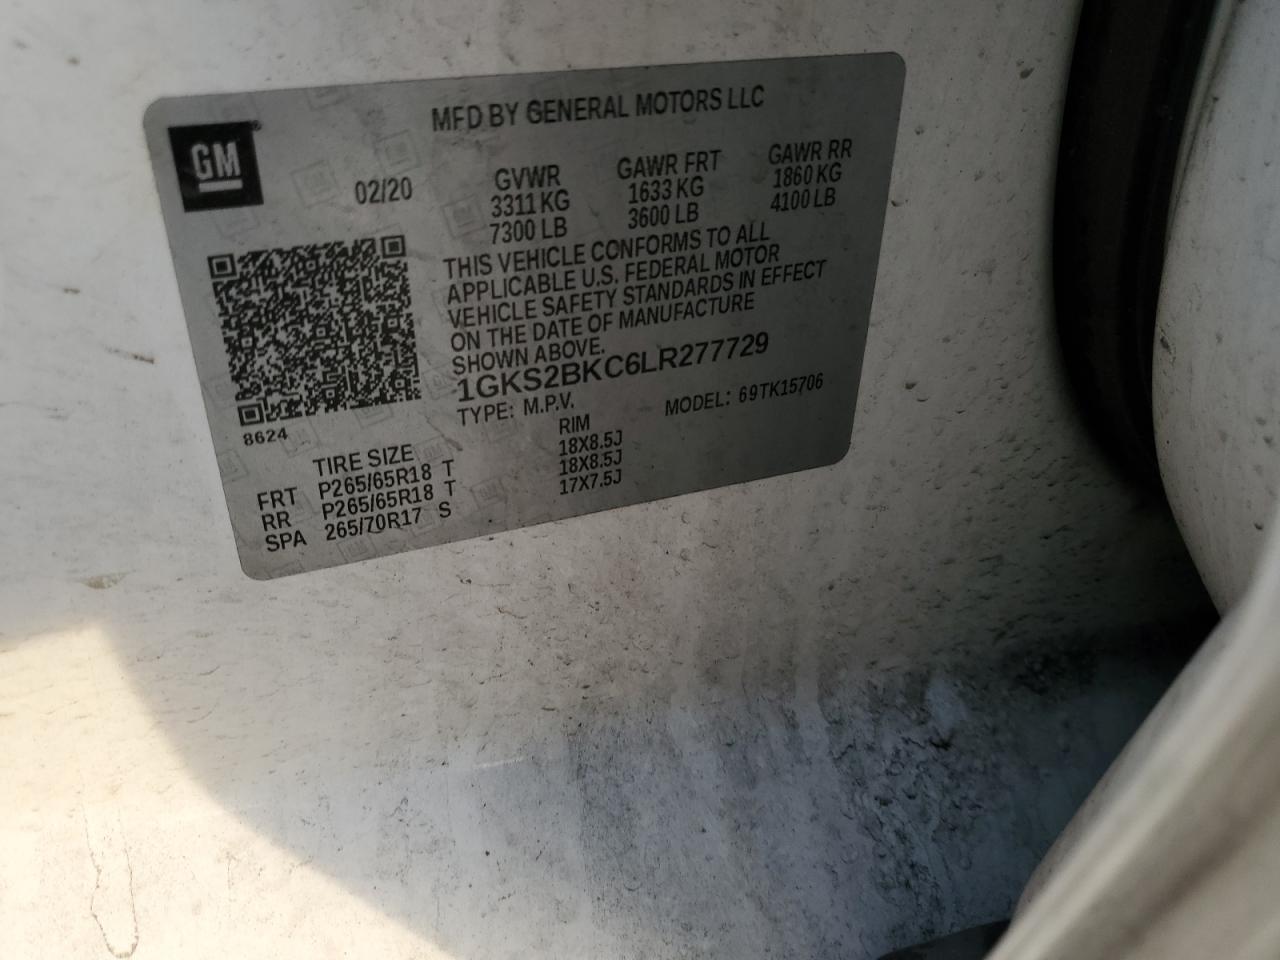 MFD BY GENERAL MOTORS LLC
GM
02/20
GVWR
3311 KG
7300 LB
GAWR FRT
1633 KG
3600 LB
GAWR RR
1860 KG
4100 LB
THIS VEHICLE CONFORMS TO ALL
APPLICABLE U.S. FEDERAL MOTOR
VEHICLE SAFETY STANDARDS IN EFFECT
ON THE DATE OF MANUFACTURE
SHOWN ABOVE.
1GKS2BKC6LR277729
TYPE: M.P.V. MODEL: 69TK15706
8624
TIRE SIZE RIM
FRT P265/65R18 T 18X8.5J
RR P265/65R18 T 18X8.5J
SPA 265/70R17 S 17X7.5J